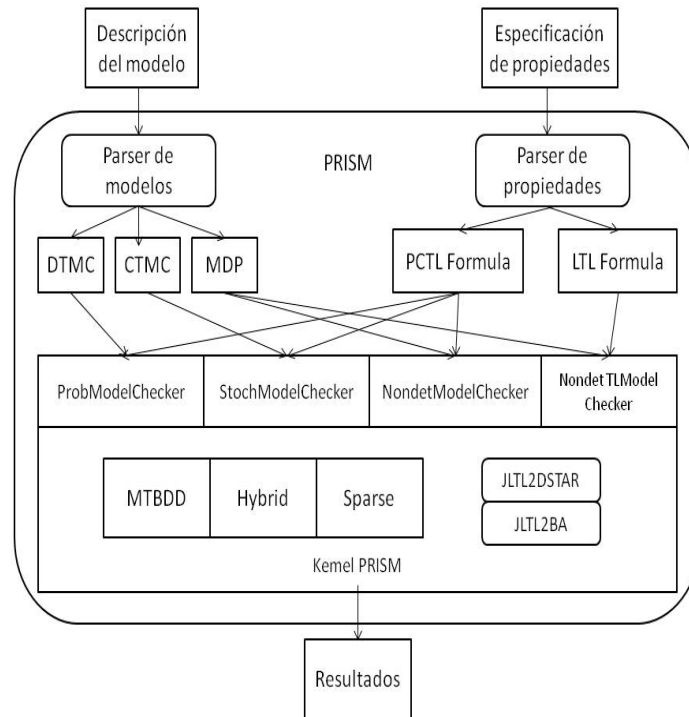 Descripción
del modelo
Especificación
de propiedades
Parser de
modelos
PRISM
Parser de
propiedades
DTMC
CTMC
MDP
PCTL Formula
LTL Formula
ProbModelChecker
StochModelChecker
NondetModelChecker
Nondet TLModel
Checker
MTBDD
Hybrid
Sparse
JLTL2DSTAR
JLTL2BA
Kernel PRISM
Resultados